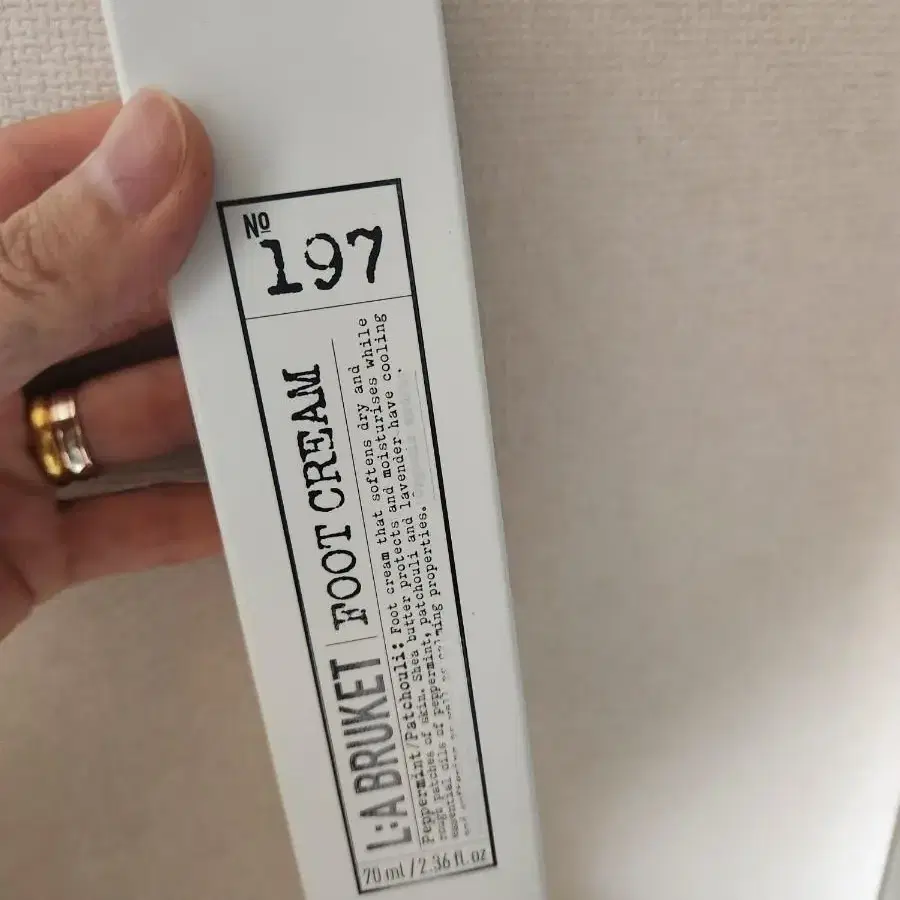 Nº
197
L:A BRUKET | FOOT CREAM
Peppermint/Patchouli: Foot cream that softens dry and
rough patches of skin. Shea butter protects and moisturises while
essential oils of peppermint, patchouli and lavender have cooling
properties.
70 ml / 2.36 fl.oz